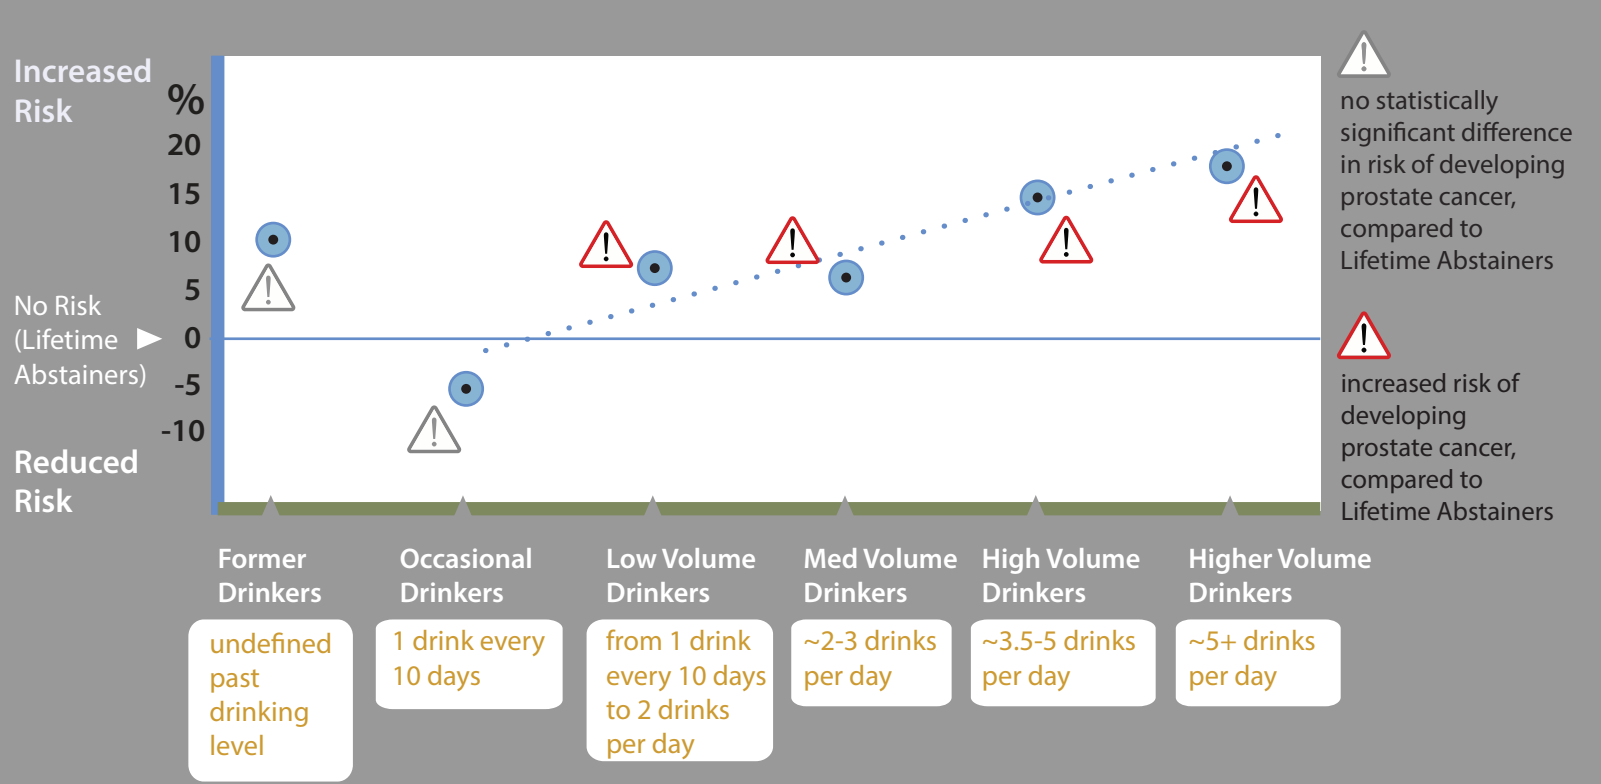 Increased
Risk
%
20
15
10
5
0
-5
-10
No Risk
(Lifetime
Abstainers)
Reduced
Risk
!
!
!
!
!
!
!
no statistically
significant difference
in risk of developing
prostate cancer,
compared to
Lifetime Abstainers
!
increased risk of
developing
prostate cancer,
compared to
Lifetime Abstainers
Former
Drinkers
undefined
past
drinking
level
Occasional
Drinkers
1 drink every
10 days
Low Volume
Drinkers
from 1 drink
every 10 days
to 2 drinks
per day
Med Volume
Drinkers
~2-3 drinks
per day
High Volume
Drinkers
~3.5-5 drinks
per day
Higher Volume
Drinkers
~5+ drinks
per day